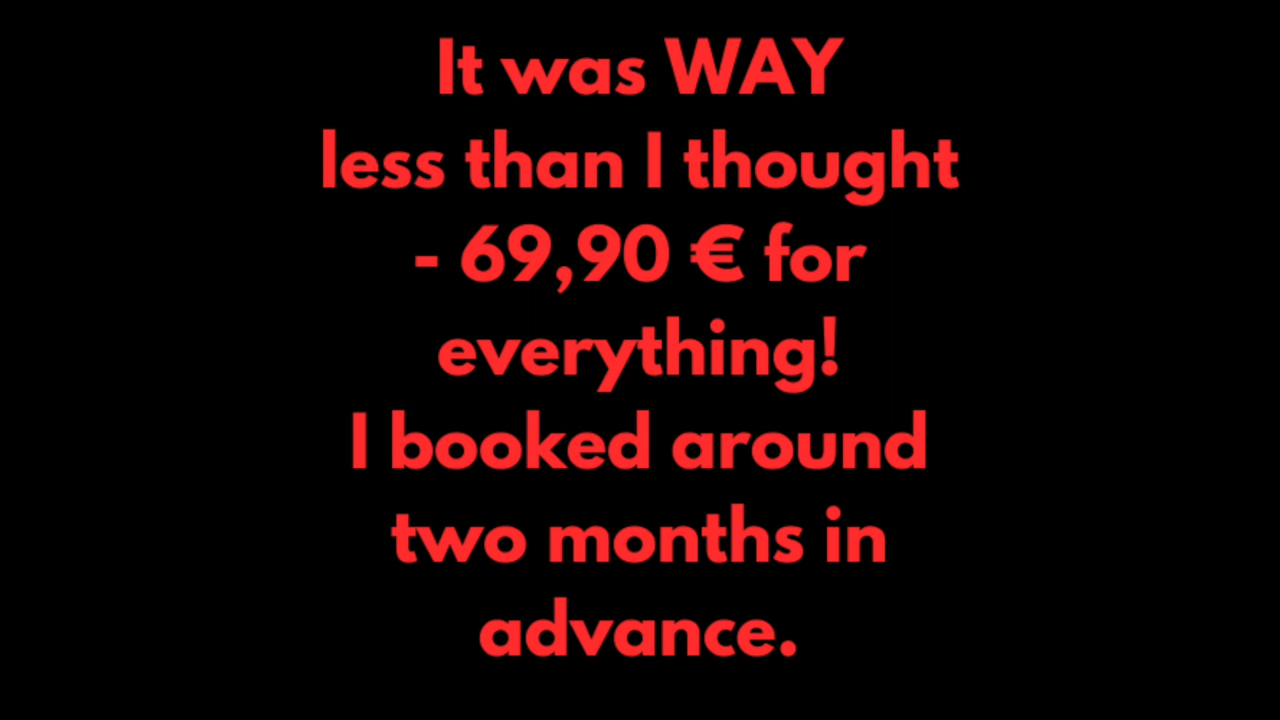 It was WAY
less than I thought
- 69,90 € for
everything!
I booked around
two months in
advance.